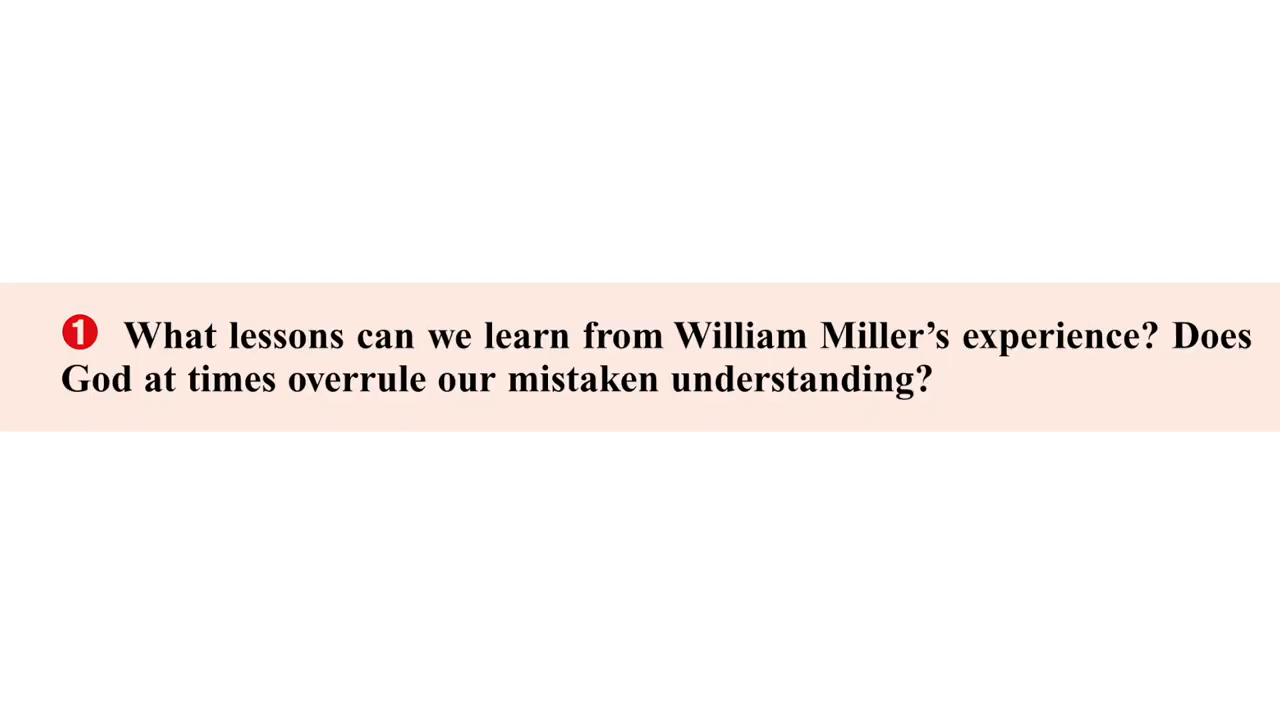 ❶ What lessons can we learn from William Miller’s experience? Does
God at times overrule our mistaken understanding?